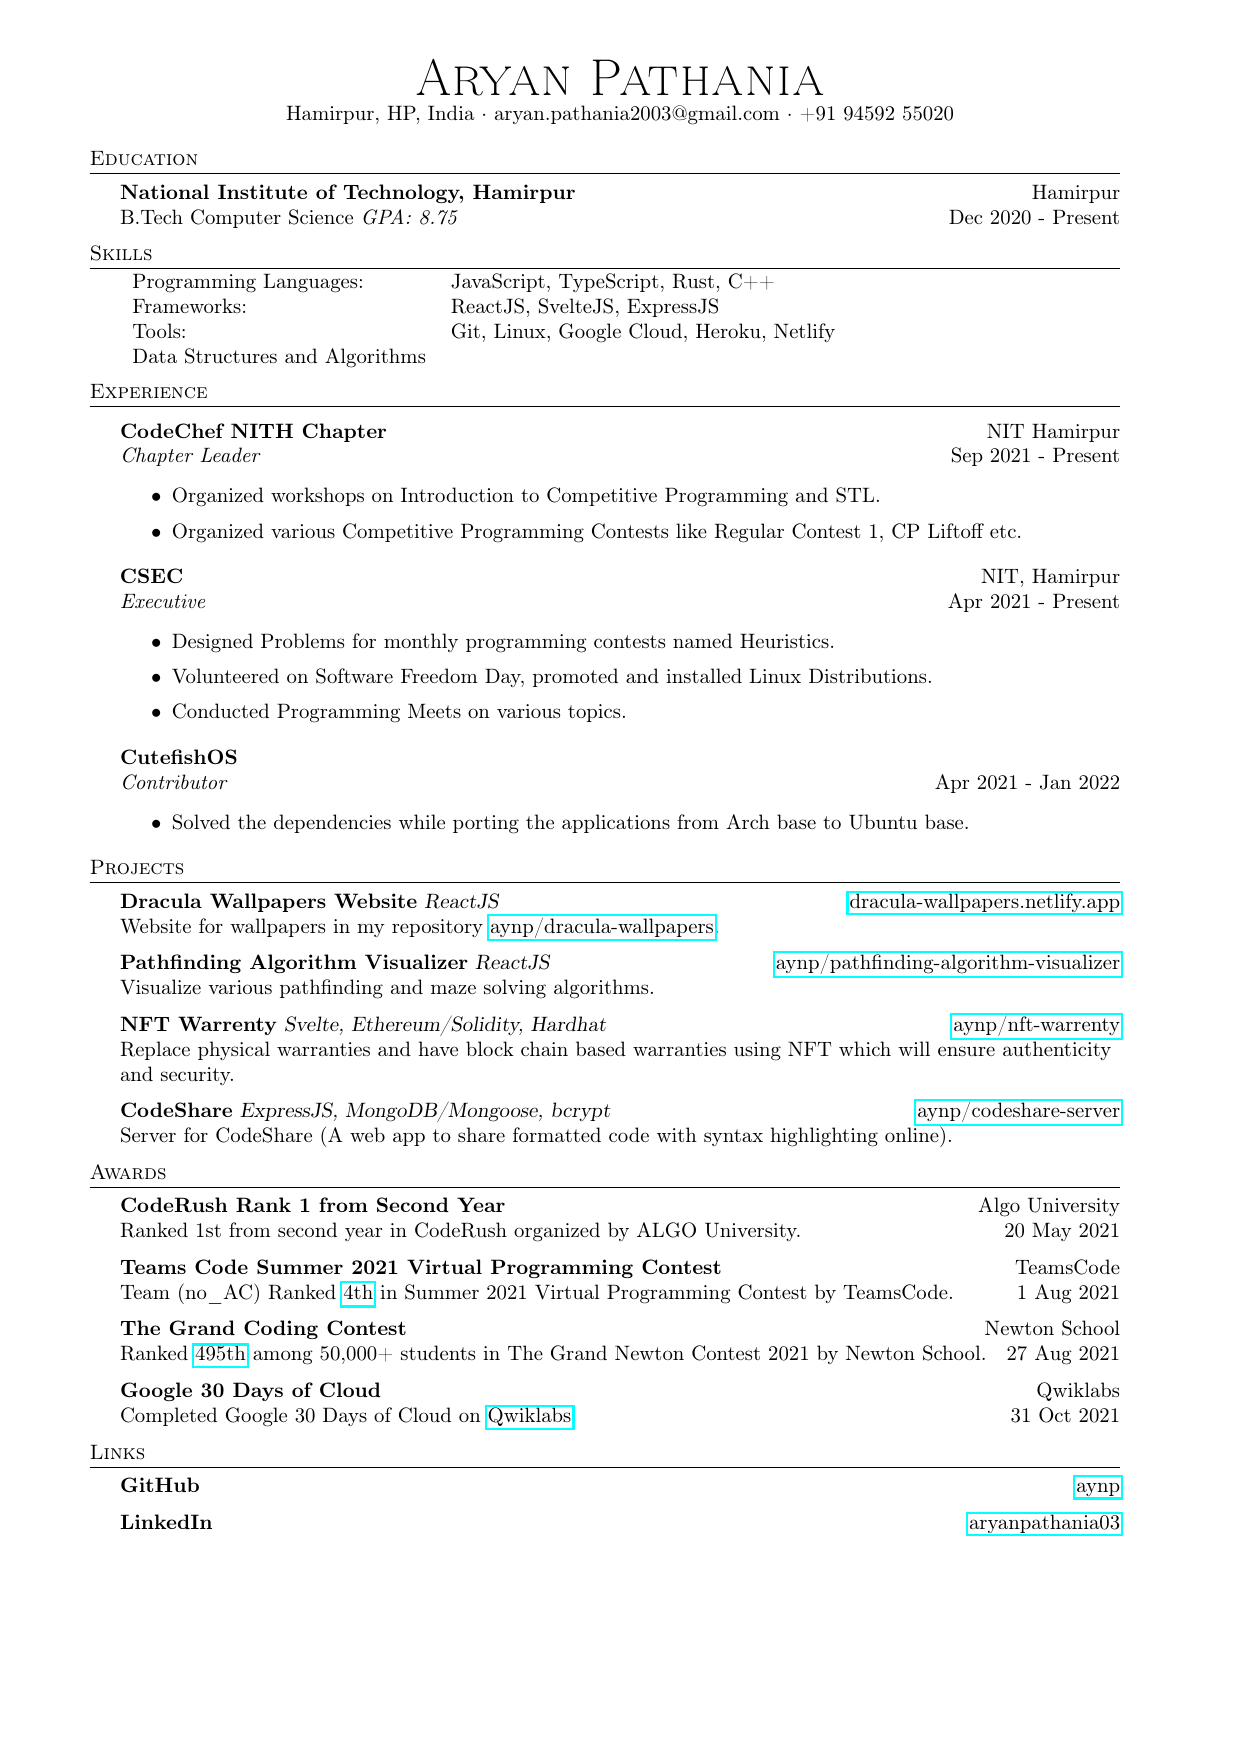 Aryan Pathania
Hamirpur, HP, India · aryan.pathania2003@gmail.com · +91 94592 55020
Education
National Institute of Technology, Hamirpur Hamirpur
B.Tech Computer Science GPA: 8.75 Dec 2020 - Present
Skills
Programming Languages: JavaScript, TypeScript, Rust, C++
Frameworks: ReactJS, SvelteJS, ExpressJS
Tools: Git, Linux, Google Cloud, Heroku, Netlify
Data Structures and Algorithms
Experience
CodeChef NITH Chapter NIT Hamirpur
Chapter Leader Sep 2021 - Present
• Organized workshops on Introduction to Competitive Programming and STL.
• Organized various Competitive Programming Contests like Regular Contest 1, CP Liftoff etc.
CSEC NIT, Hamirpur
Executive Apr 2021 - Present
• Designed Problems for monthly programming contests named Heuristics.
• Volunteered on Software Freedom Day, promoted and installed Linux Distributions.
• Conducted Programming Meets on various topics.
CutefishOS
Contributor Apr 2021 - Jan 2022
• Solved the dependencies while porting the applications from Arch base to Ubuntu base.
Projects
Dracula Wallpapers Website ReactJS dracula-wallpapers.netlify.app
Website for wallpapers in my repository aynp/dracula-wallpapers.
Pathfinding Algorithm Visualizer ReactJS aynp/pathfinding-algorithm-visualizer
Visualize various pathfinding and maze solving algorithms.
NFT Warrenty Svelte, Ethereum/Solidity, Hardhat aynp/nft-warrenty
Replace physical warranties and have block chain based warranties using NFT which will ensure authenticity
and security.
CodeShare ExpressJS, MongoDB/Mongoose, bcrypt aynp/codeshare-server
Server for CodeShare (A web app to share formatted code with syntax highlighting online).
Awards
CodeRush Rank 1 from Second Year Algo University
Ranked 1st from second year in CodeRush organized by ALGO University. 20 May 2021
Teams Code Summer 2021 Virtual Programming Contest TeamsCode
Team (no_AC) Ranked 4th in Summer 2021 Virtual Programming Contest by TeamsCode. 1 Aug 2021
The Grand Coding Contest Newton School
Ranked 495th among 50,000+ students in The Grand Newton Contest 2021 by Newton School. 27 Aug 2021
Google 30 Days of Cloud Qwiklabs
Completed Google 30 Days of Cloud on Qwiklabs 31 Oct 2021
Links
GitHub aynp
LinkedIn aryanpathania03